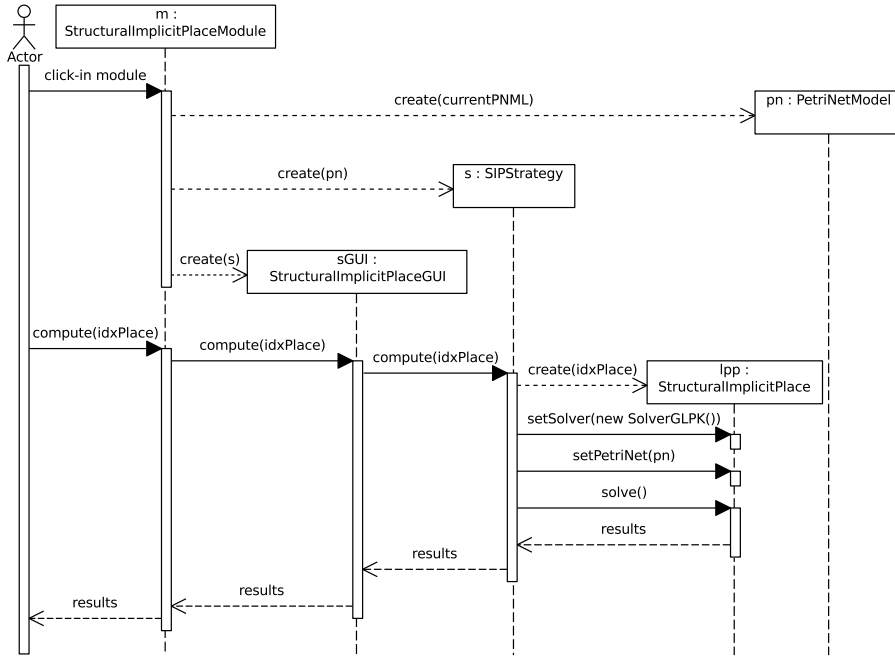 m :
StructuralImplicitPlaceModule
Actor
click-in module
create(currentPNML)
pn : PetriNetModel
create(pn)
s : SIPStrategy
create(s)
sGUI :
StructuralImplicitPlaceGUI
compute(idxPlace)
compute(idxPlace)
compute(idxPlace)
create(idxPlace)
lpp :
StructuralImplicitPlace
setSolver(new SolverGLPK())
setPetriNet(pn)
solve()
results
results
results
results